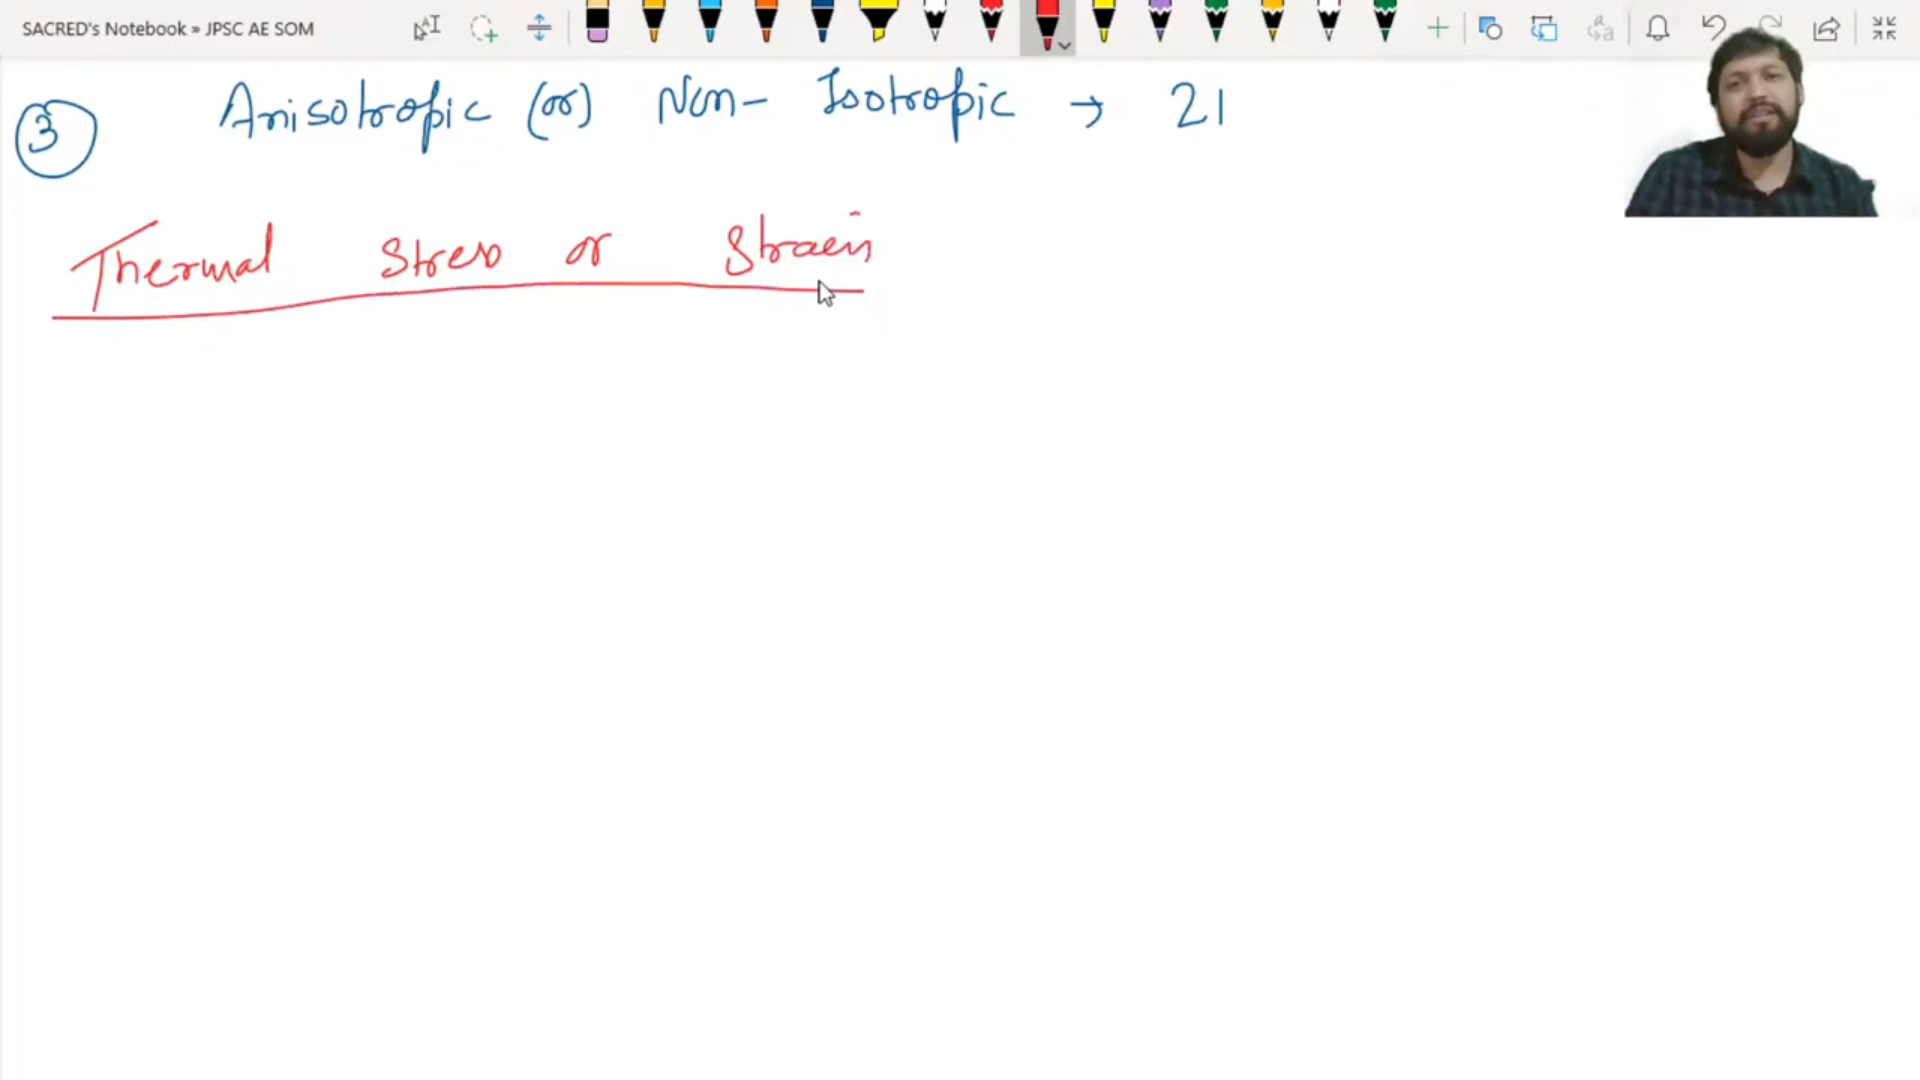 SACRED's Notebook » JPSC AE SOM
③ Anisotropic (or) Non-Isotropic → 21
Thermal Stress or Strain